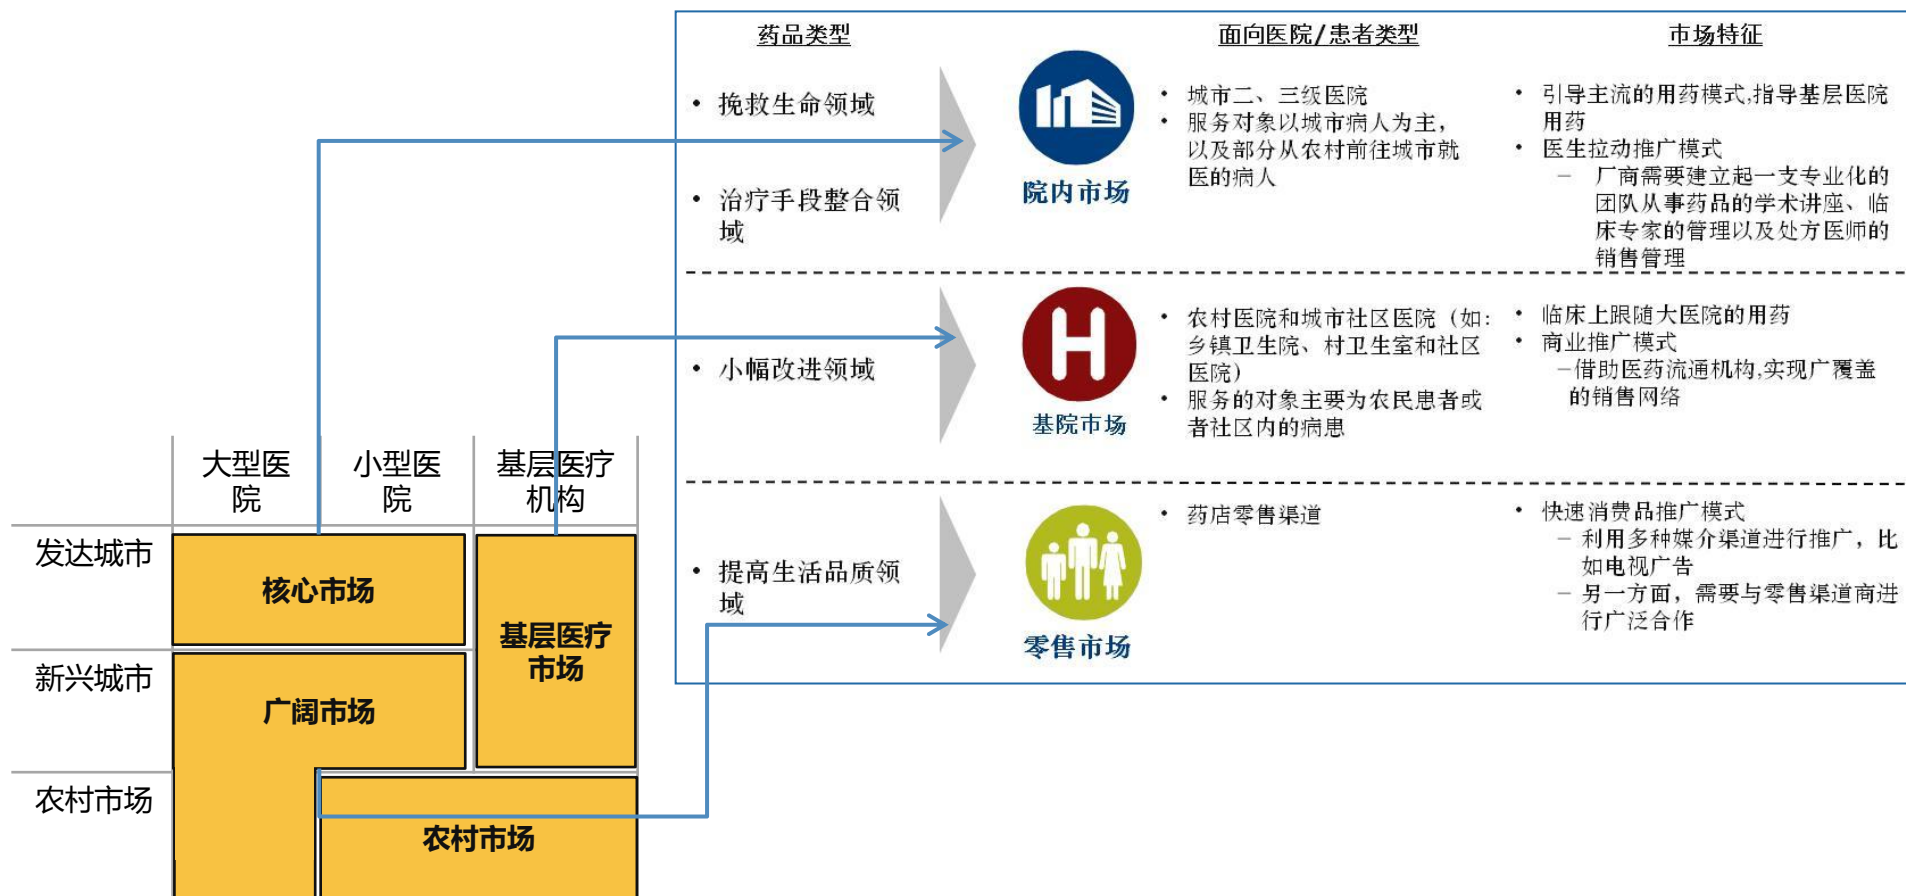 药品类型
面向医院/患者类型
市场特征
• 挽救生命领域
• 治疗手段整合领
域
院内市场
• 城市二、三级医院
• 服务对象以城市病人为主，
以及部分从农村前往城市就
医的病人
• 引导主流的用药模式,指导基层医院
用药
• 医生拉动推广模式
– 厂商需要建立起一支专业化的
团队从事药品的学术讲座、临
床专家的管理以及处方医师的
销售管理
• 小幅改进领域
H
基院市场
• 农村医院和城市社区医院（如：
乡镇卫生院、村卫生室和社区
医院）
• 服务的对象主要为农民患者或
者社区内的病患
• 临床上跟随大医院的用药
• 商业推广模式
–借助医药流通机构,实现广覆盖
的销售网络
• 提高生活品质领
域
零售市场
• 药店零售渠道
• 快速消费品推广模式
– 利用多种媒介渠道进行推广，比
如电视广告
– 另一方面，需要与零售渠道商进
行广泛合作
大型医
院
小型医
院
基层医疗
机构
发达城市
新兴城市
农村市场
核心市场
广阔市场
基层医疗
市场
农村市场